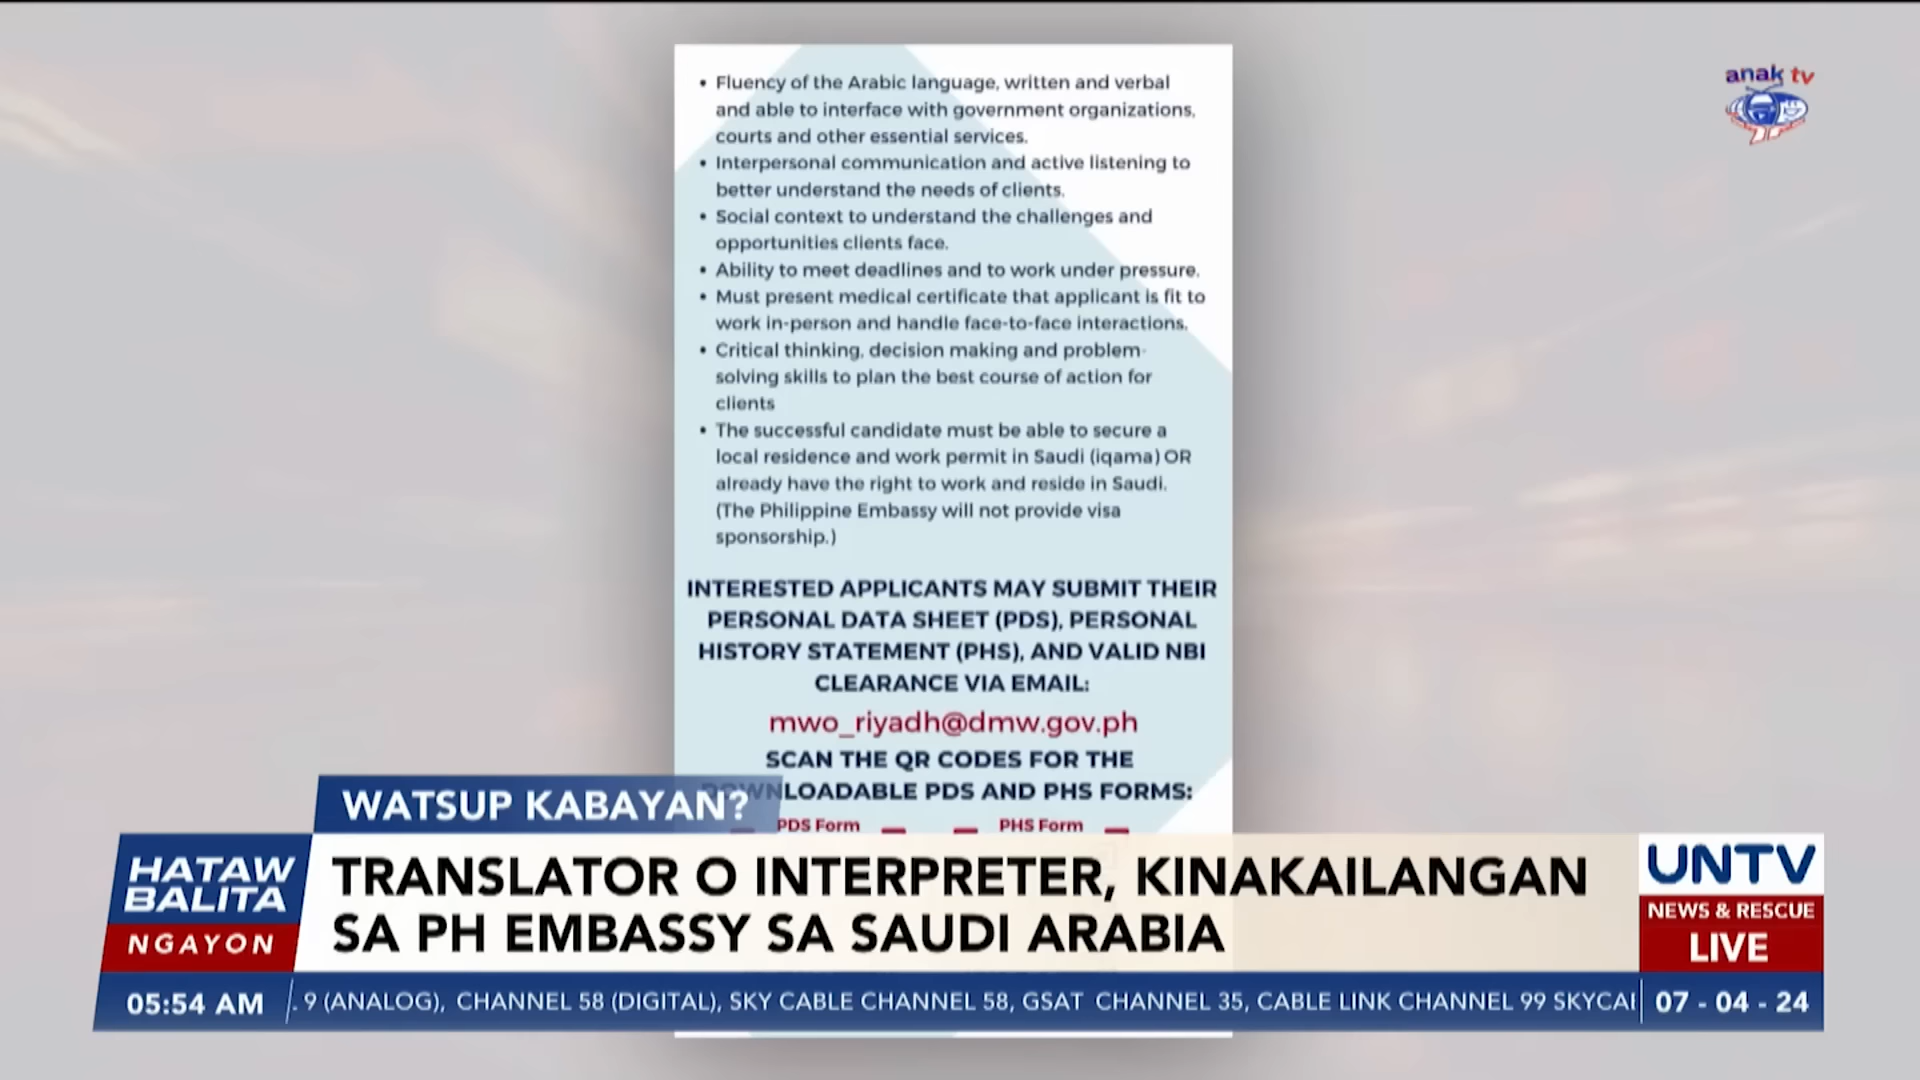 anak tv
• Fluency of the Arabic language, written and verbal
and able to interface with government organizations,
courts and other essential services.
• Interpersonal communication and active listening to
better understand the needs of clients.
• Social context to understand the challenges and
opportunities clients face.
• Ability to meet deadlines and to work under pressure.
• Must present medical certificate that applicant is fit to
work in-person and handle face-to-face interactions.
• Critical thinking, decision making and problem-
solving skills to plan the best course of action for
clients
• The successful candidate must be able to secure a
local residence and work permit in Saudi (iqama) OR
already have the right to work and reside in Saudi.
(The Philippine Embassy will not provide visa
sponsorship.)
INTERESTED APPLICANTS MAY SUBMIT THEIR
PERSONAL DATA SHEET (PDS), PERSONAL
HISTORY STATEMENT (PHS), AND VALID NBI
CLEARANCE VIA EMAIL:
mwo_riyadh@dmw.gov.ph
SCAN THE QR CODES FOR THE
DOWNLOADABLE PDS AND PHS FORMS:
PDS Form PHS Form
WATSUP KABAYAN?
HATAW
BALITA
NGAYON
TRANSLATOR O INTERPRETER, KINAKAILANGAN
SA PH EMBASSY SA SAUDI ARABIA
UNTV
NEWS & RESCUE
LIVE
05:54 AM
. 9 (ANALOG), CHANNEL 58 (DIGITAL), SKY CABLE CHANNEL 58, GSAT CHANNEL 35, CABLE LINK CHANNEL 99 SKYCA
07 - 04 - 24